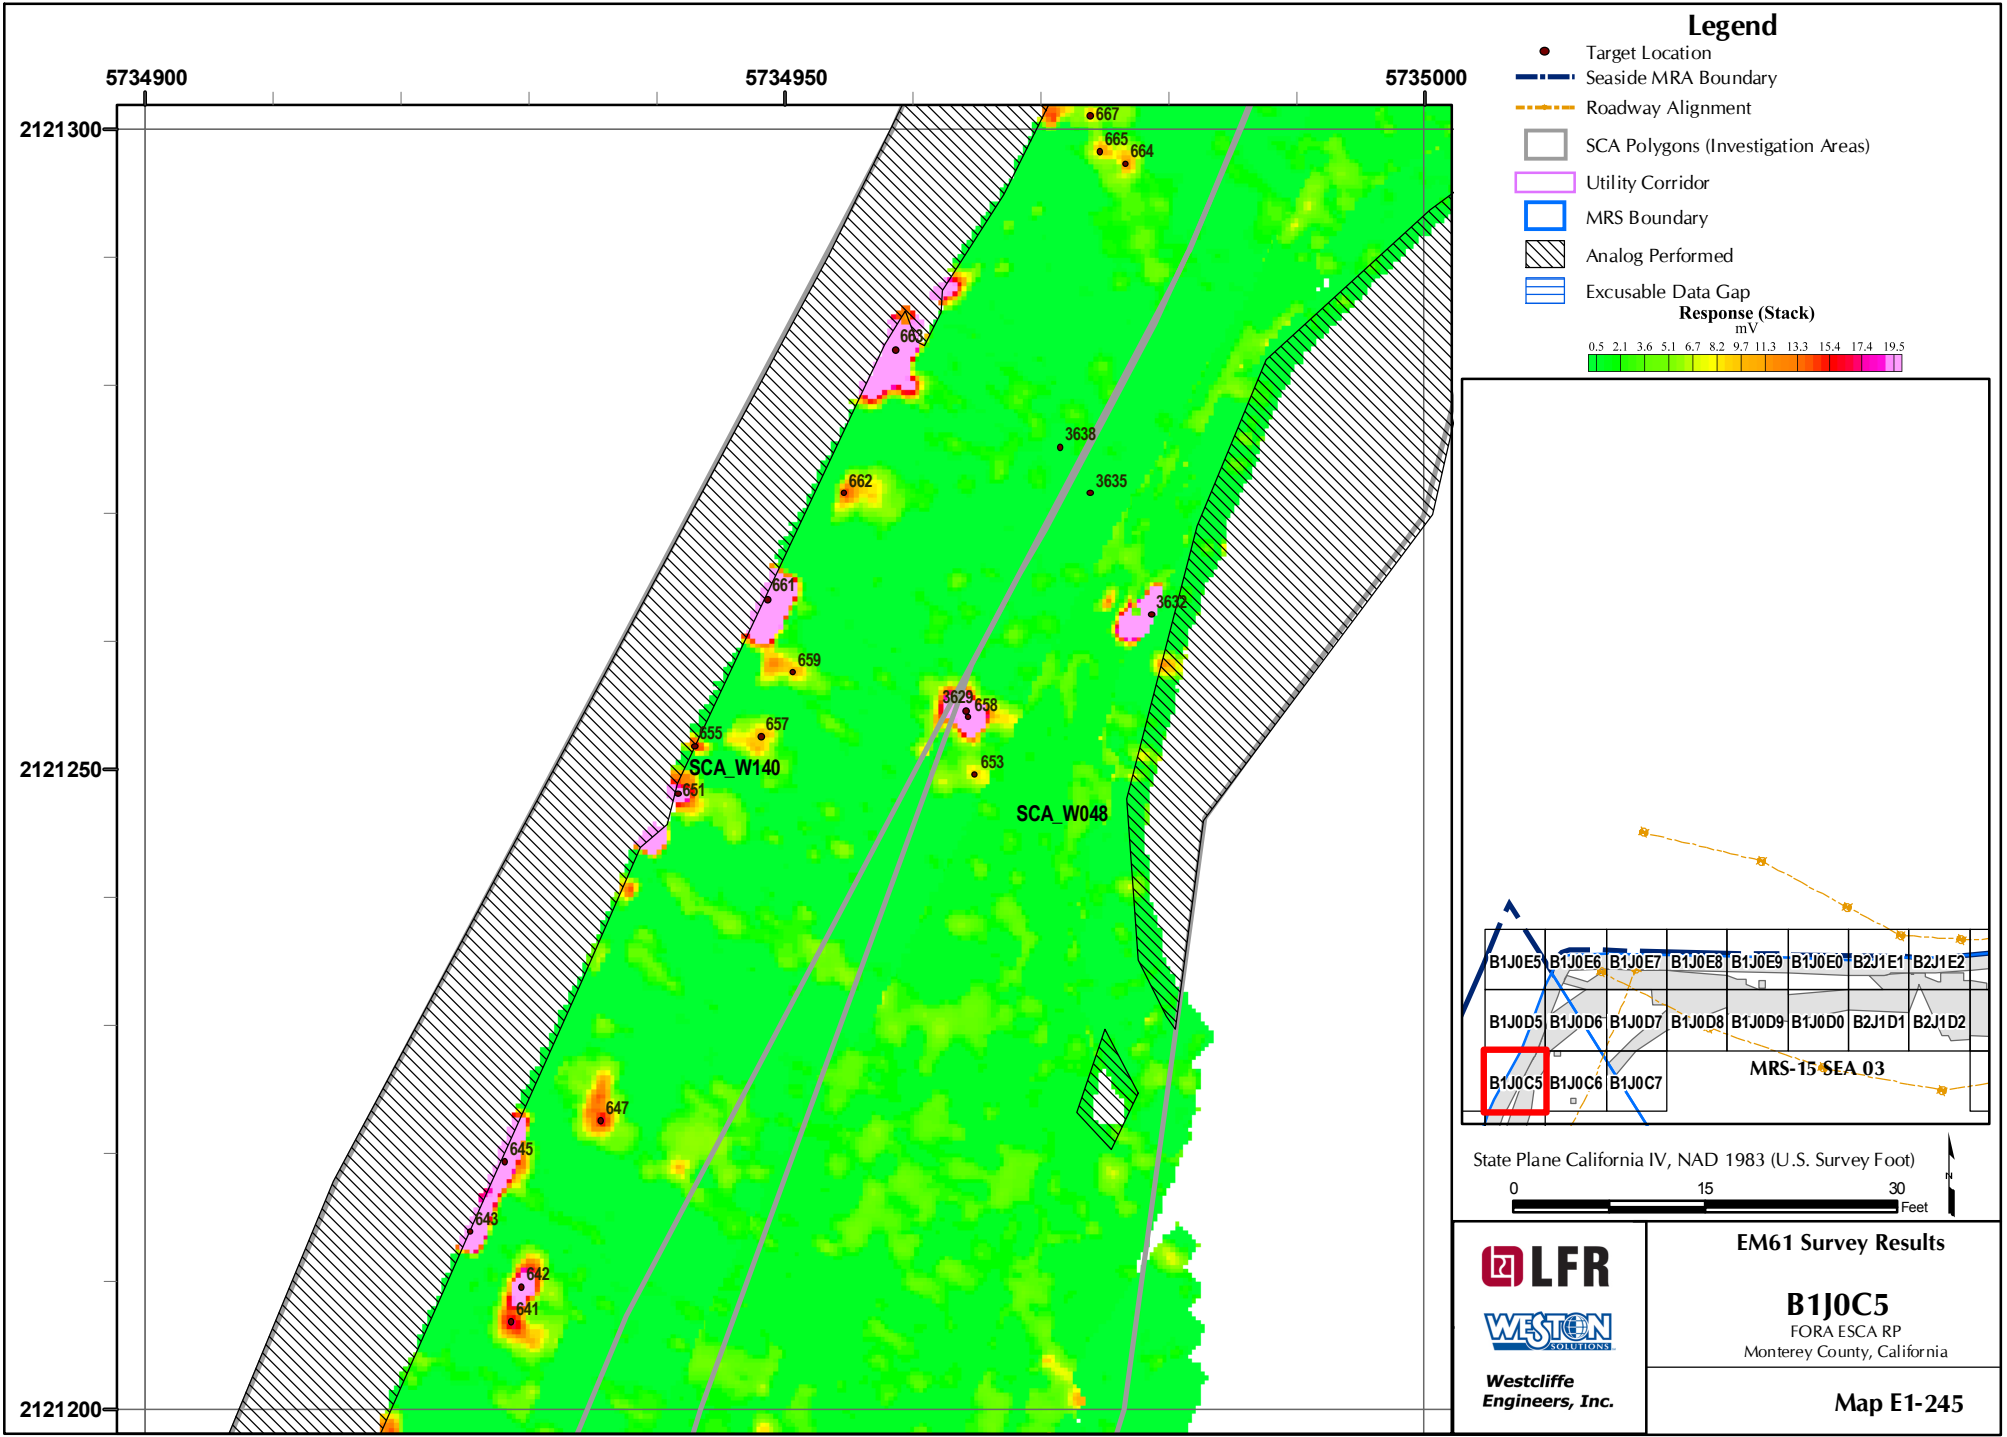 5734900
5734950
5735000
2121300
2121250
2121200
667
665
664
663
3638
662
3635
661
3632
659
3629
658
655
657
SCA_W140
653
651
SCA_W048
647
645
643
642
641
Legend
Target Location
Seaside MRA Boundary
Roadway Alignment
SCA Polygons (Investigation Areas)
Utility Corridor
MRS Boundary
Analog Performed
Excusable Data Gap
Response (Stack)
mV
0.5 2.1 3.6 5.1 6.7 8.2 9.7 11.3 13.3 15.4 17.4 19.5
B1J0E5 B1J0E6 B1J0E7 B1J0E8 B1J0E9 B1J0E0 B2J1E1 B2J1E2
B1J0D5 B1J0D6 B1J0D7 B1J0D8 B1J0D9 B1J0D0 B2J1D1 B2J1D2
MRS-15 SEA 03
B1J0C5 B1J0C6 B1J0C7
State Plane California IV, NAD 1983 (U.S. Survey Foot)
N
0 15 30
Feet
LFR
WESTON
SOLUTIONS
Westcliffe
Engineers, Inc.
EM61 Survey Results
B1J0C5
FORA ESCA RP
Monterey County, California
Map E1-245